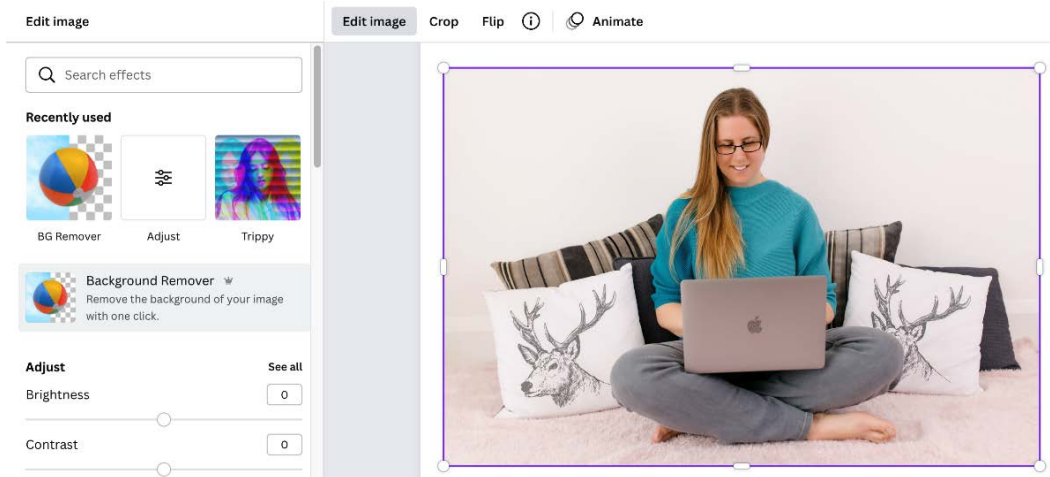 Edit image
Edit image
Crop
Flip
Animate
Search effects
Recently used
BG Remover
Adjust
Trippy
Background Remover
Remove the background of your image
with one click.
Adjust
See all
Brightness
0
Contrast
0